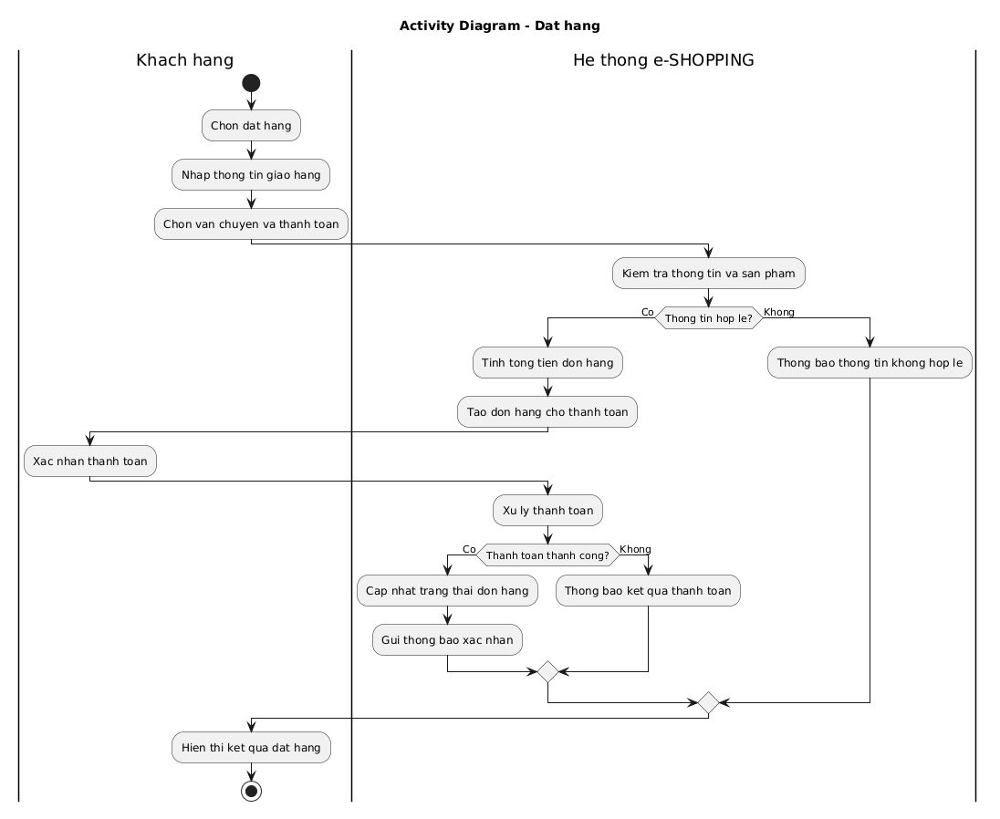 Activity Diagram - Dat hang
Khach hang
He thong e-SHOPPING
Chon dat hang
Nhap thong tin giao hang
Chon van chuyen va thanh toan
Kiem tra thong tin va san pham
Co
Thong tin hop le?
Khong
Tinh tong tien don hang
Thong bao thong tin khong hop le
Tao don hang cho thanh toan
Xac nhan thanh toan
Xu ly thanh toan
Co
Thanh toan thanh cong?
Khong
Cap nhat trang thai don hang
Thong bao ket qua thanh toan
Gui thong bao xac nhan
Hien thi ket qua dat hang